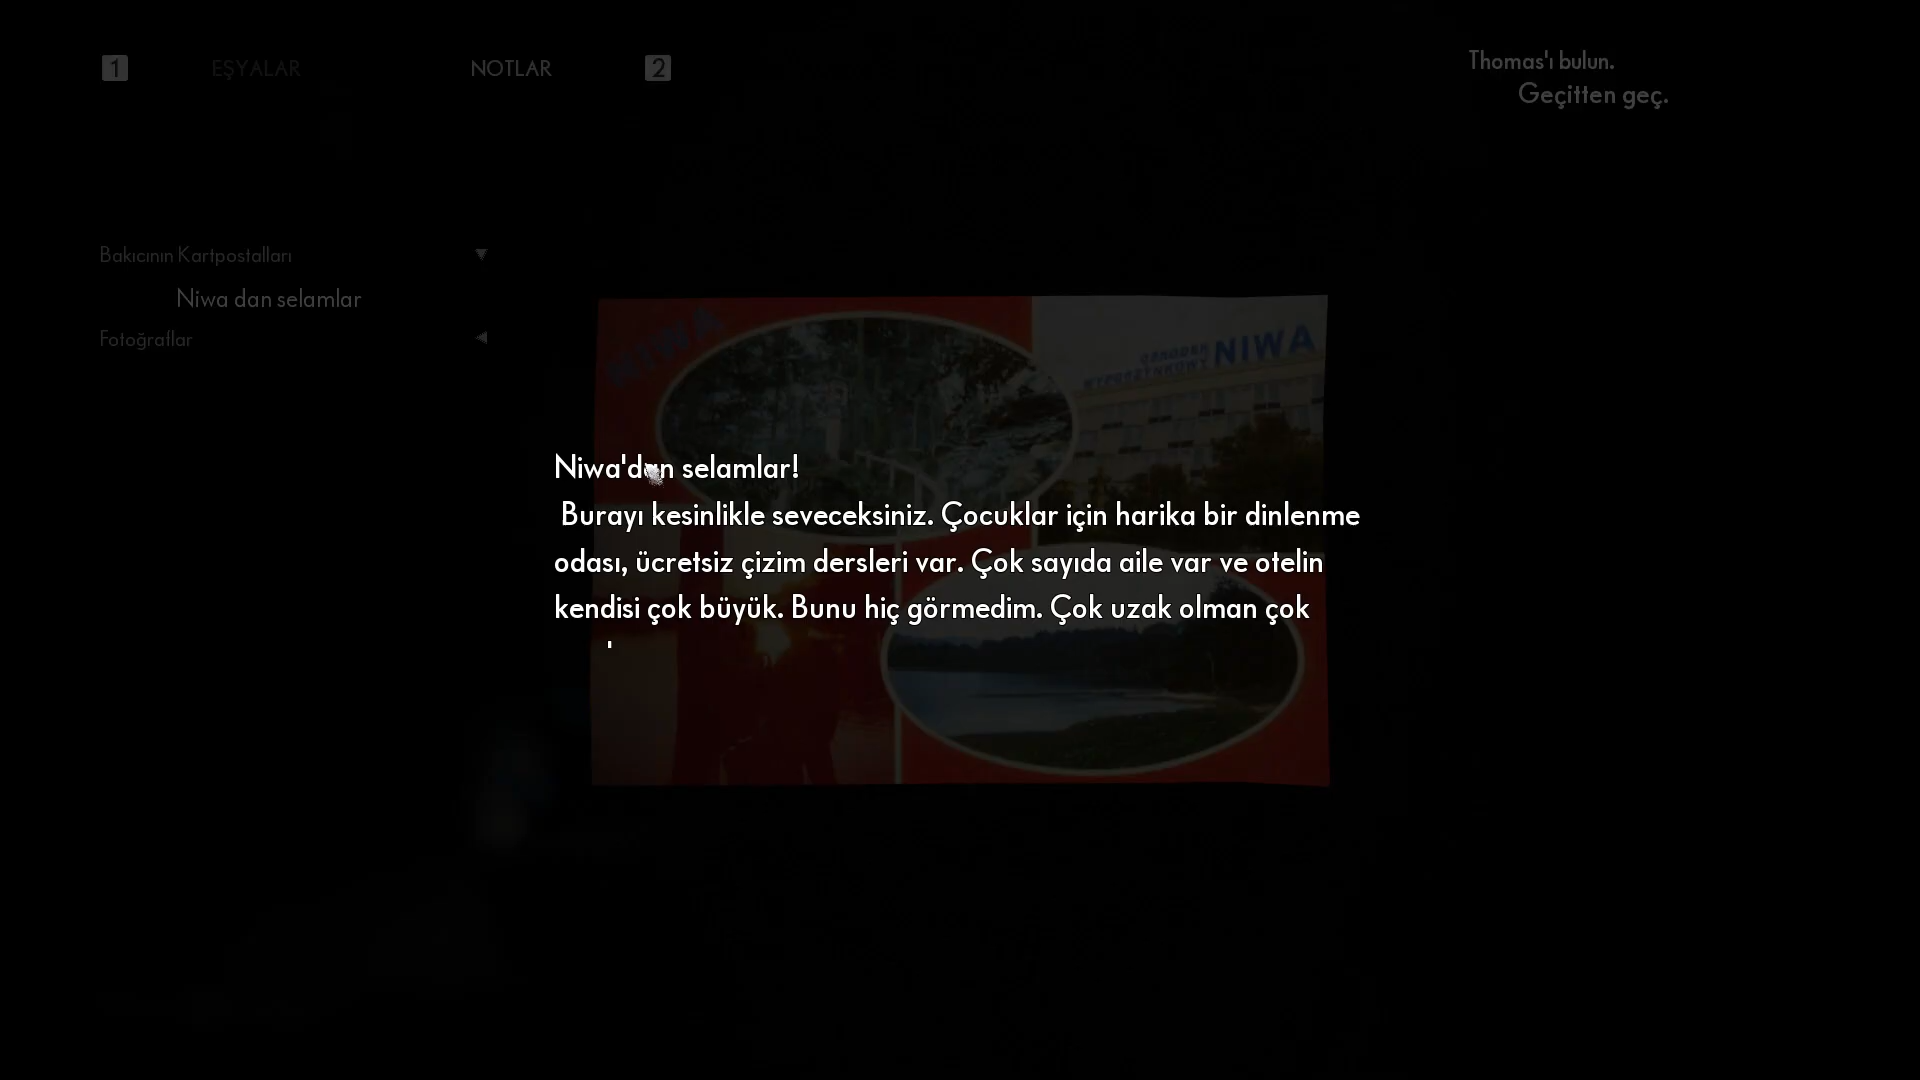 1 EŞYALAR NOTLAR 2
Thomas'ı bulun.
Geçitten geç.
Bakıcının Kartpostalları
Niwa dan selamlar
Fotoğraflar
NIWA
OŚRODEK
WYPOCZYNKOWY NIWA
Niwa'dan selamlar!
Burayı kesinlikle seveceksiniz. Çocuklar için harika bir dinlenme
odası, ücretsiz çizim dersleri var. Çok sayıda aile var ve otelin
kendisi çok büyük. Bunu hiç görmedim. Çok uzak olman çok